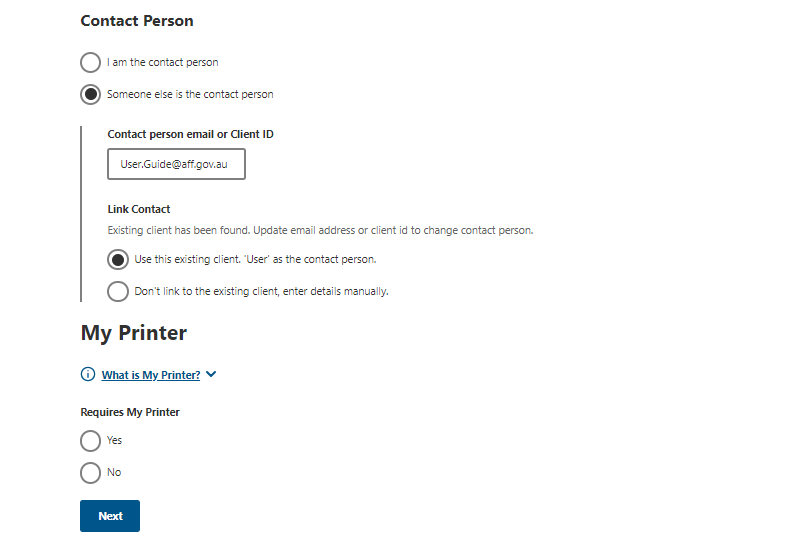 Contact Person
I am the contact person
Someone else is the contact person
Contact person email or Client ID
User.Guide@aff.gov.au
Link Contact
Existing client has been found. Update email address or client id to change contact person.
Use this existing client. 'User' as the contact person.
Don't link to the existing client, enter details manually.
My Printer
What is My Printer?
Requires My Printer
Yes
No
Next